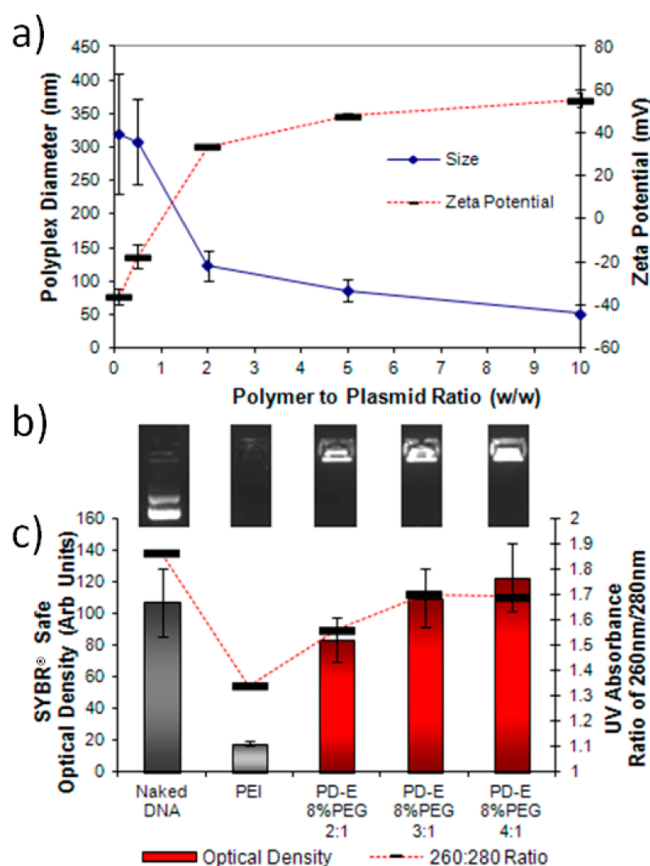 a)
450
400
350
300
250
200
150
100
50
0
Polyplex Diameter (nm)
80
60
40
20
0
-20
-40
-60
Zeta Potential (mV)
Size
Zeta Potential
0 1 2 3 4 5 6 7 8 9 10
Polymer to Plasmid Ratio (w/w)
b)
c)
160
140
120
100
80
60
40
20
0
SYBR® Safe
Optical Density (Arb Units)
2
1.9
1.8
1.7
1.6
1.5
1.4
1.3
1.2
1.1
1
UV Absorbance
Ratio of 260nm/280nm
Naked
DNA
PEI
PD-E
8%PEG
2:1
PD-E
8%PEG
3:1
PD-E
8%PEG
4:1
Optical Density
260:280 Ratio